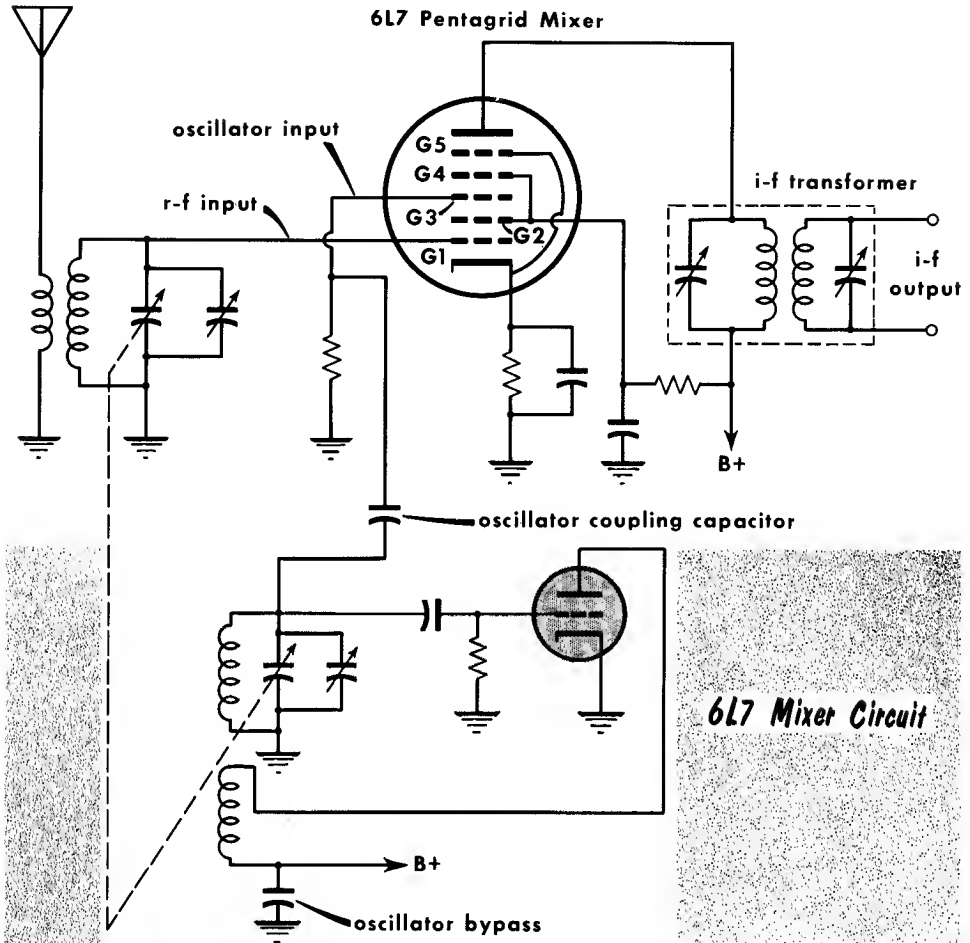 6L7 Pentagrid Mixer
oscillator input
r-f input
G5
G4
G3
G2
G1
i-f transformer
i-f
output
B+
oscillator coupling capacitor
6L7 Mixer Circuit
B+
oscillator bypass